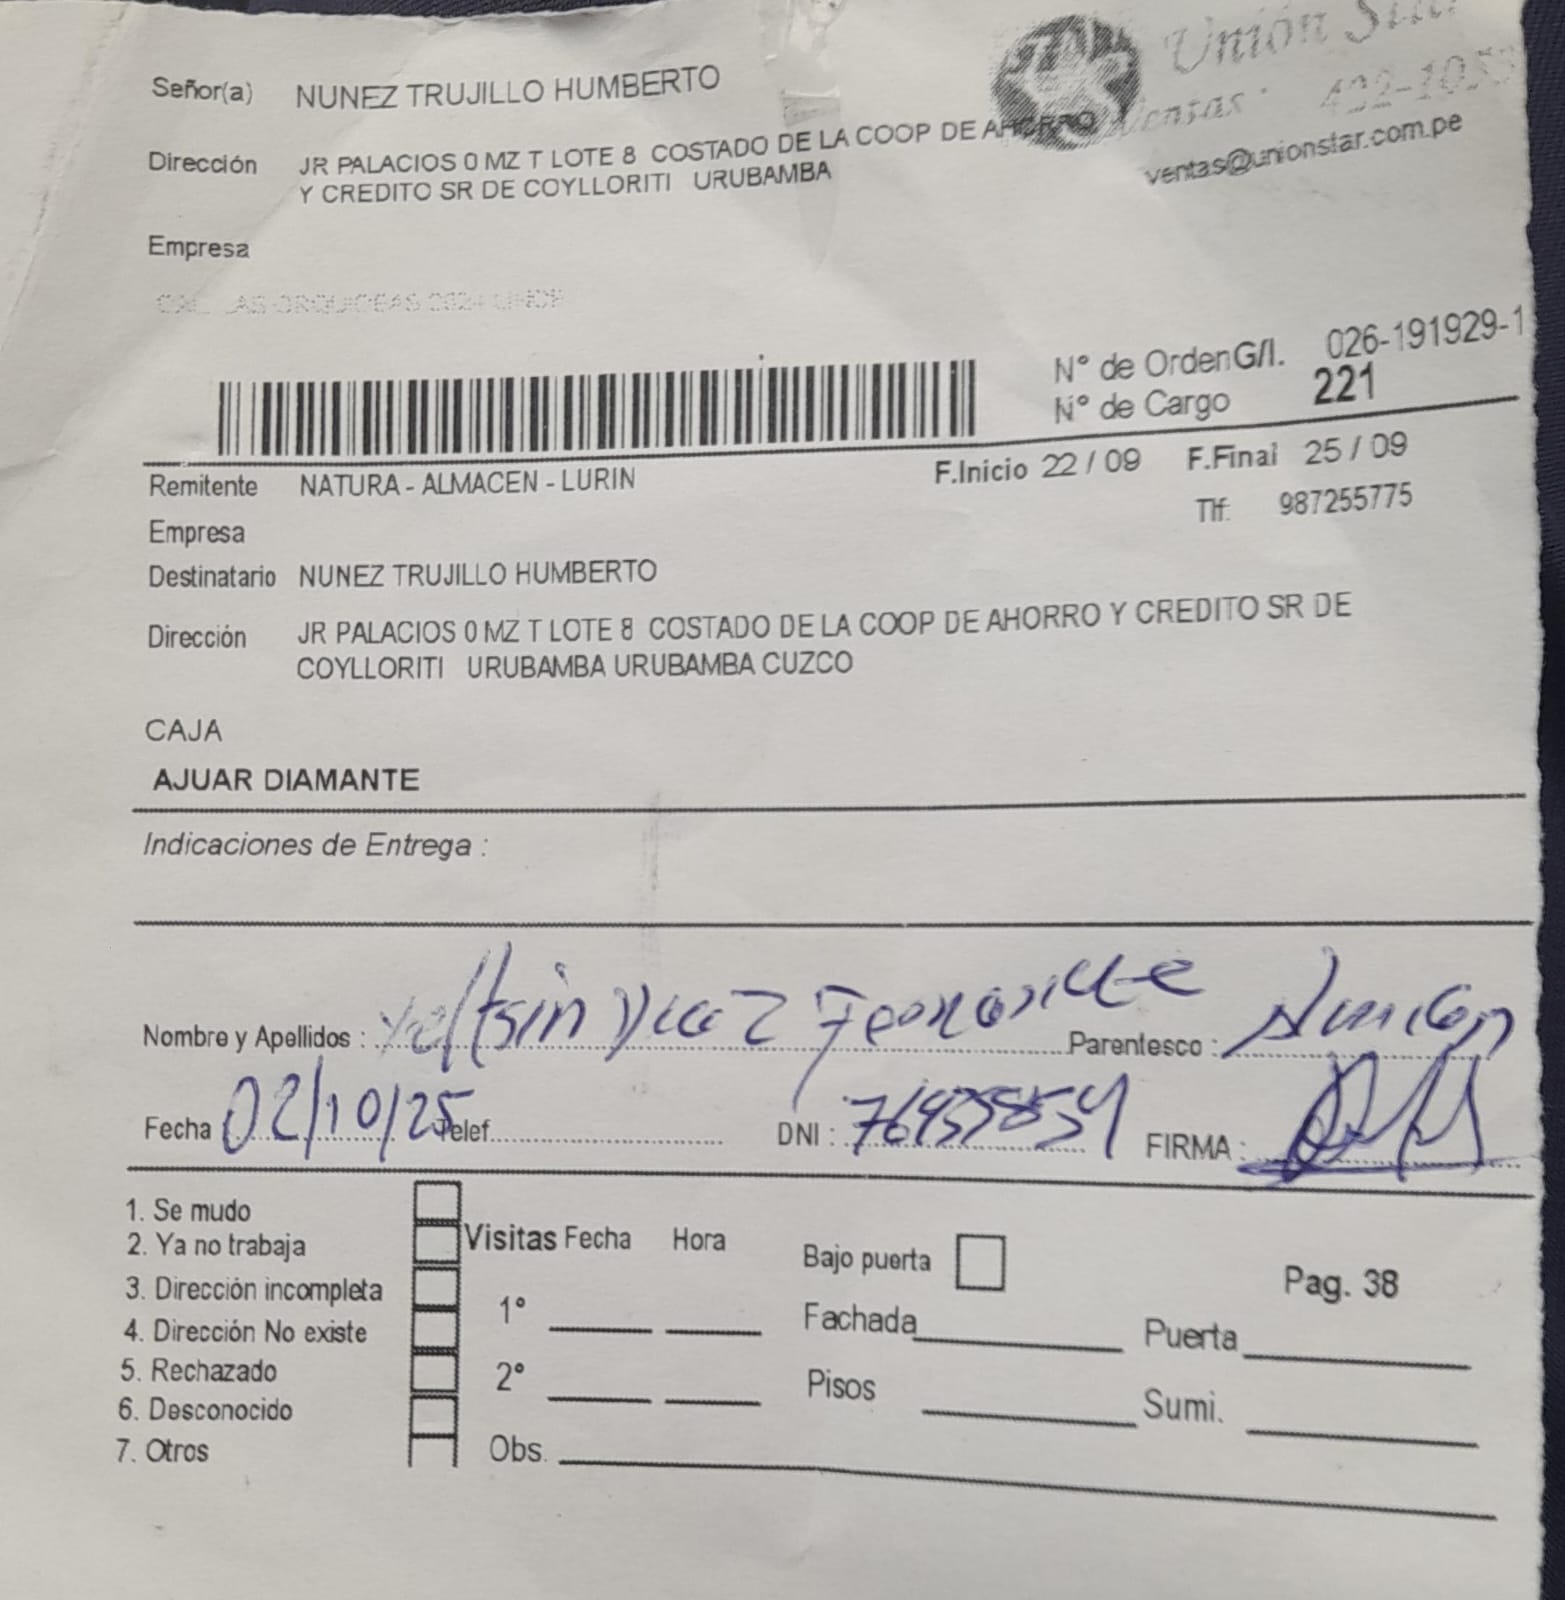 Unión Star
Ventas: 422-105
ventas@unionstar.com.pe
Señor(a) NUNEZ TRUJILLO HUMBERTO
Dirección JR PALACIOS 0 MZ T LOTE 8 COSTADO DE LA COOP DE AHORRO
Y CREDITO SR DE COYLLORITI URUBAMBA
Empresa
N° de Orden G/I. 026-191929-1
N° de Cargo 221
Remitente NATURA - ALMACEN - LURIN F.Inicio 22 / 09 F.Final 25 / 09
Tlf: 987255775
Empresa
Destinatario NUNEZ TRUJILLO HUMBERTO
Dirección JR PALACIOS 0 MZ T LOTE 8 COSTADO DE LA COOP DE AHORRO Y CREDITO SR DE
COYLLORITI URUBAMBA URUBAMBA CUZCO
CAJA
AJUAR DIAMANTE
Indicaciones de Entrega :
Nombre y Apellidos : Yeltsin Parentesco :
Fecha 02/10/25 Telef. DNI : FIRMA :
1. Se mudo
2. Ya no trabaja Visitas Fecha Hora Bajo puerta
3. Dirección incompleta 1° Pag. 38
4. Dirección No existe Fachada Puerta
5. Rechazado 2° Pisos
6. Desconocido Sumi.
7. Otros Obs.